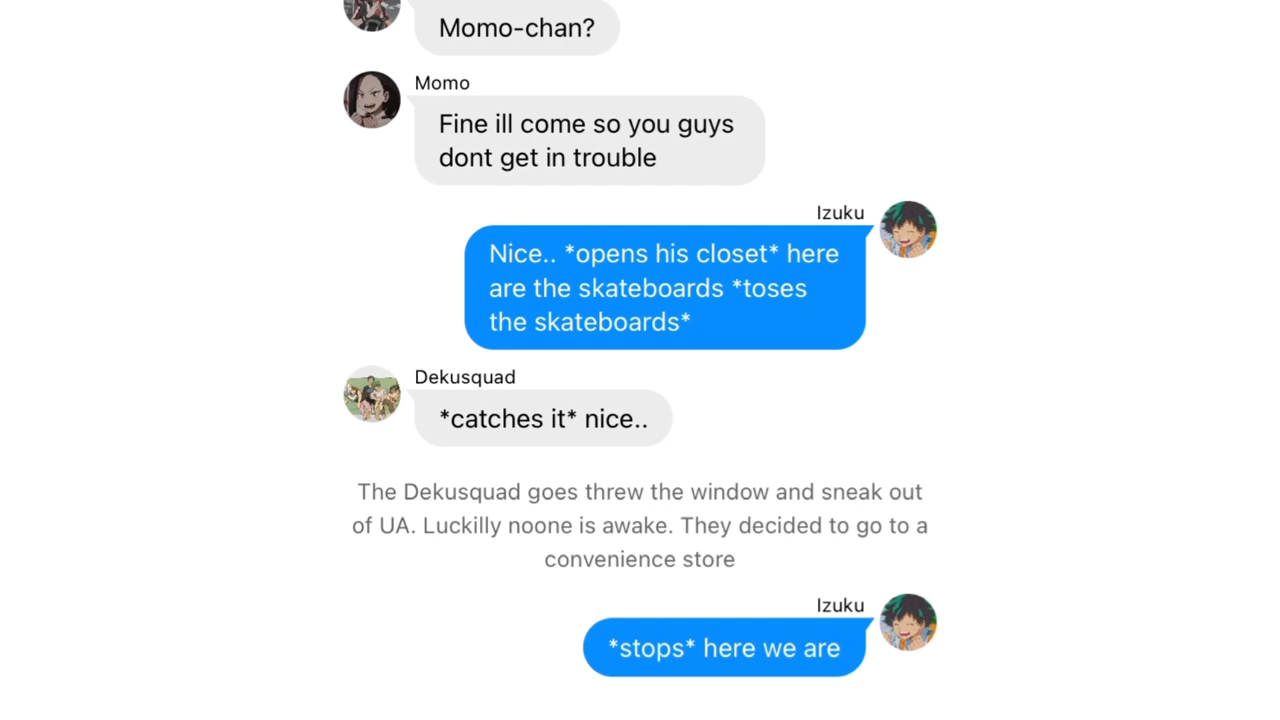 Momo-chan?
Momo
Fine ill come so you guys
dont get in trouble
Izuku
Nice.. *opens his closet* here
are the skateboards *toses
the skateboards*
Dekusquad
*catches it* nice..
The Dekusquad goes threw the window and sneak out
of UA. Luckilly noone is awake. They decided to go to a
convenience store
Izuku
*stops* here we are